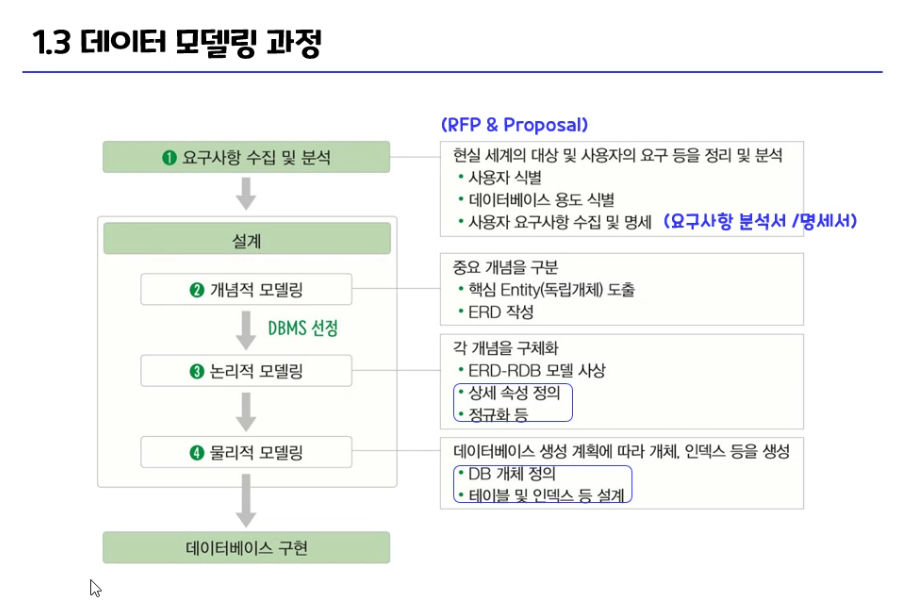 1.3 데이터 모델링 과정
(RFP & Proposal)
❶ 요구사항 수집 및 분석
현실 세계의 대상 및 사용자의 요구 등을 정리 및 분석
• 사용자 식별
• 데이터베이스 용도 식별
• 사용자 요구사항 수집 및 명세 (요구사항 분석서 /명세서)
설계
❷ 개념적 모델링
중요 개념을 구분
• 핵심 Entity(독립개체) 도출
• ERD 작성
DBMS 선정
❸ 논리적 모델링
각 개념을 구체화
• ERD-RDB 모델 사상
• 상세 속성 정의
• 정규화 등
❹ 물리적 모델링
데이터베이스 생성 계획에 따라 개체, 인덱스 등을 생성
• DB 개체 정의
• 테이블 및 인덱스 등 설계
데이터베이스 구현